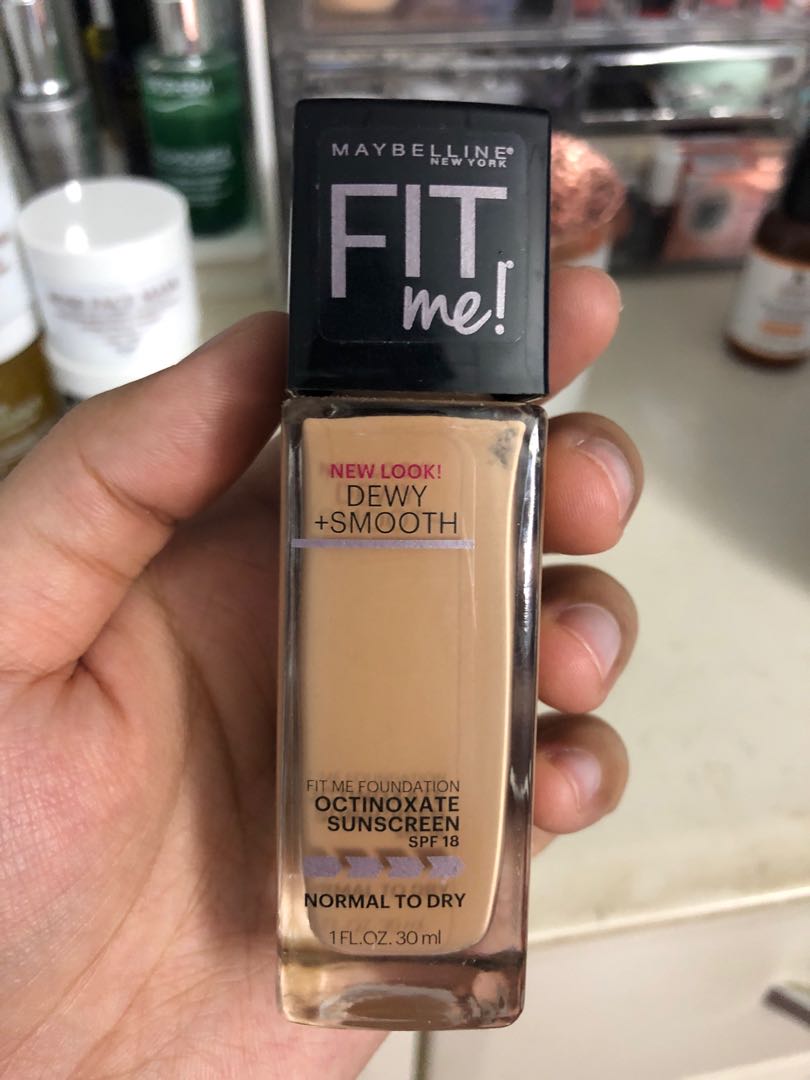 MAYBELLINE®
NEW YORK
FIT
me!®
NEW LOOK!
DEWY
+SMOOTH
FIT ME FOUNDATION
OCTINOXATE
SUNSCREEN
SPF 18
NORMAL TO DRY
1 FL.OZ. 30 ml